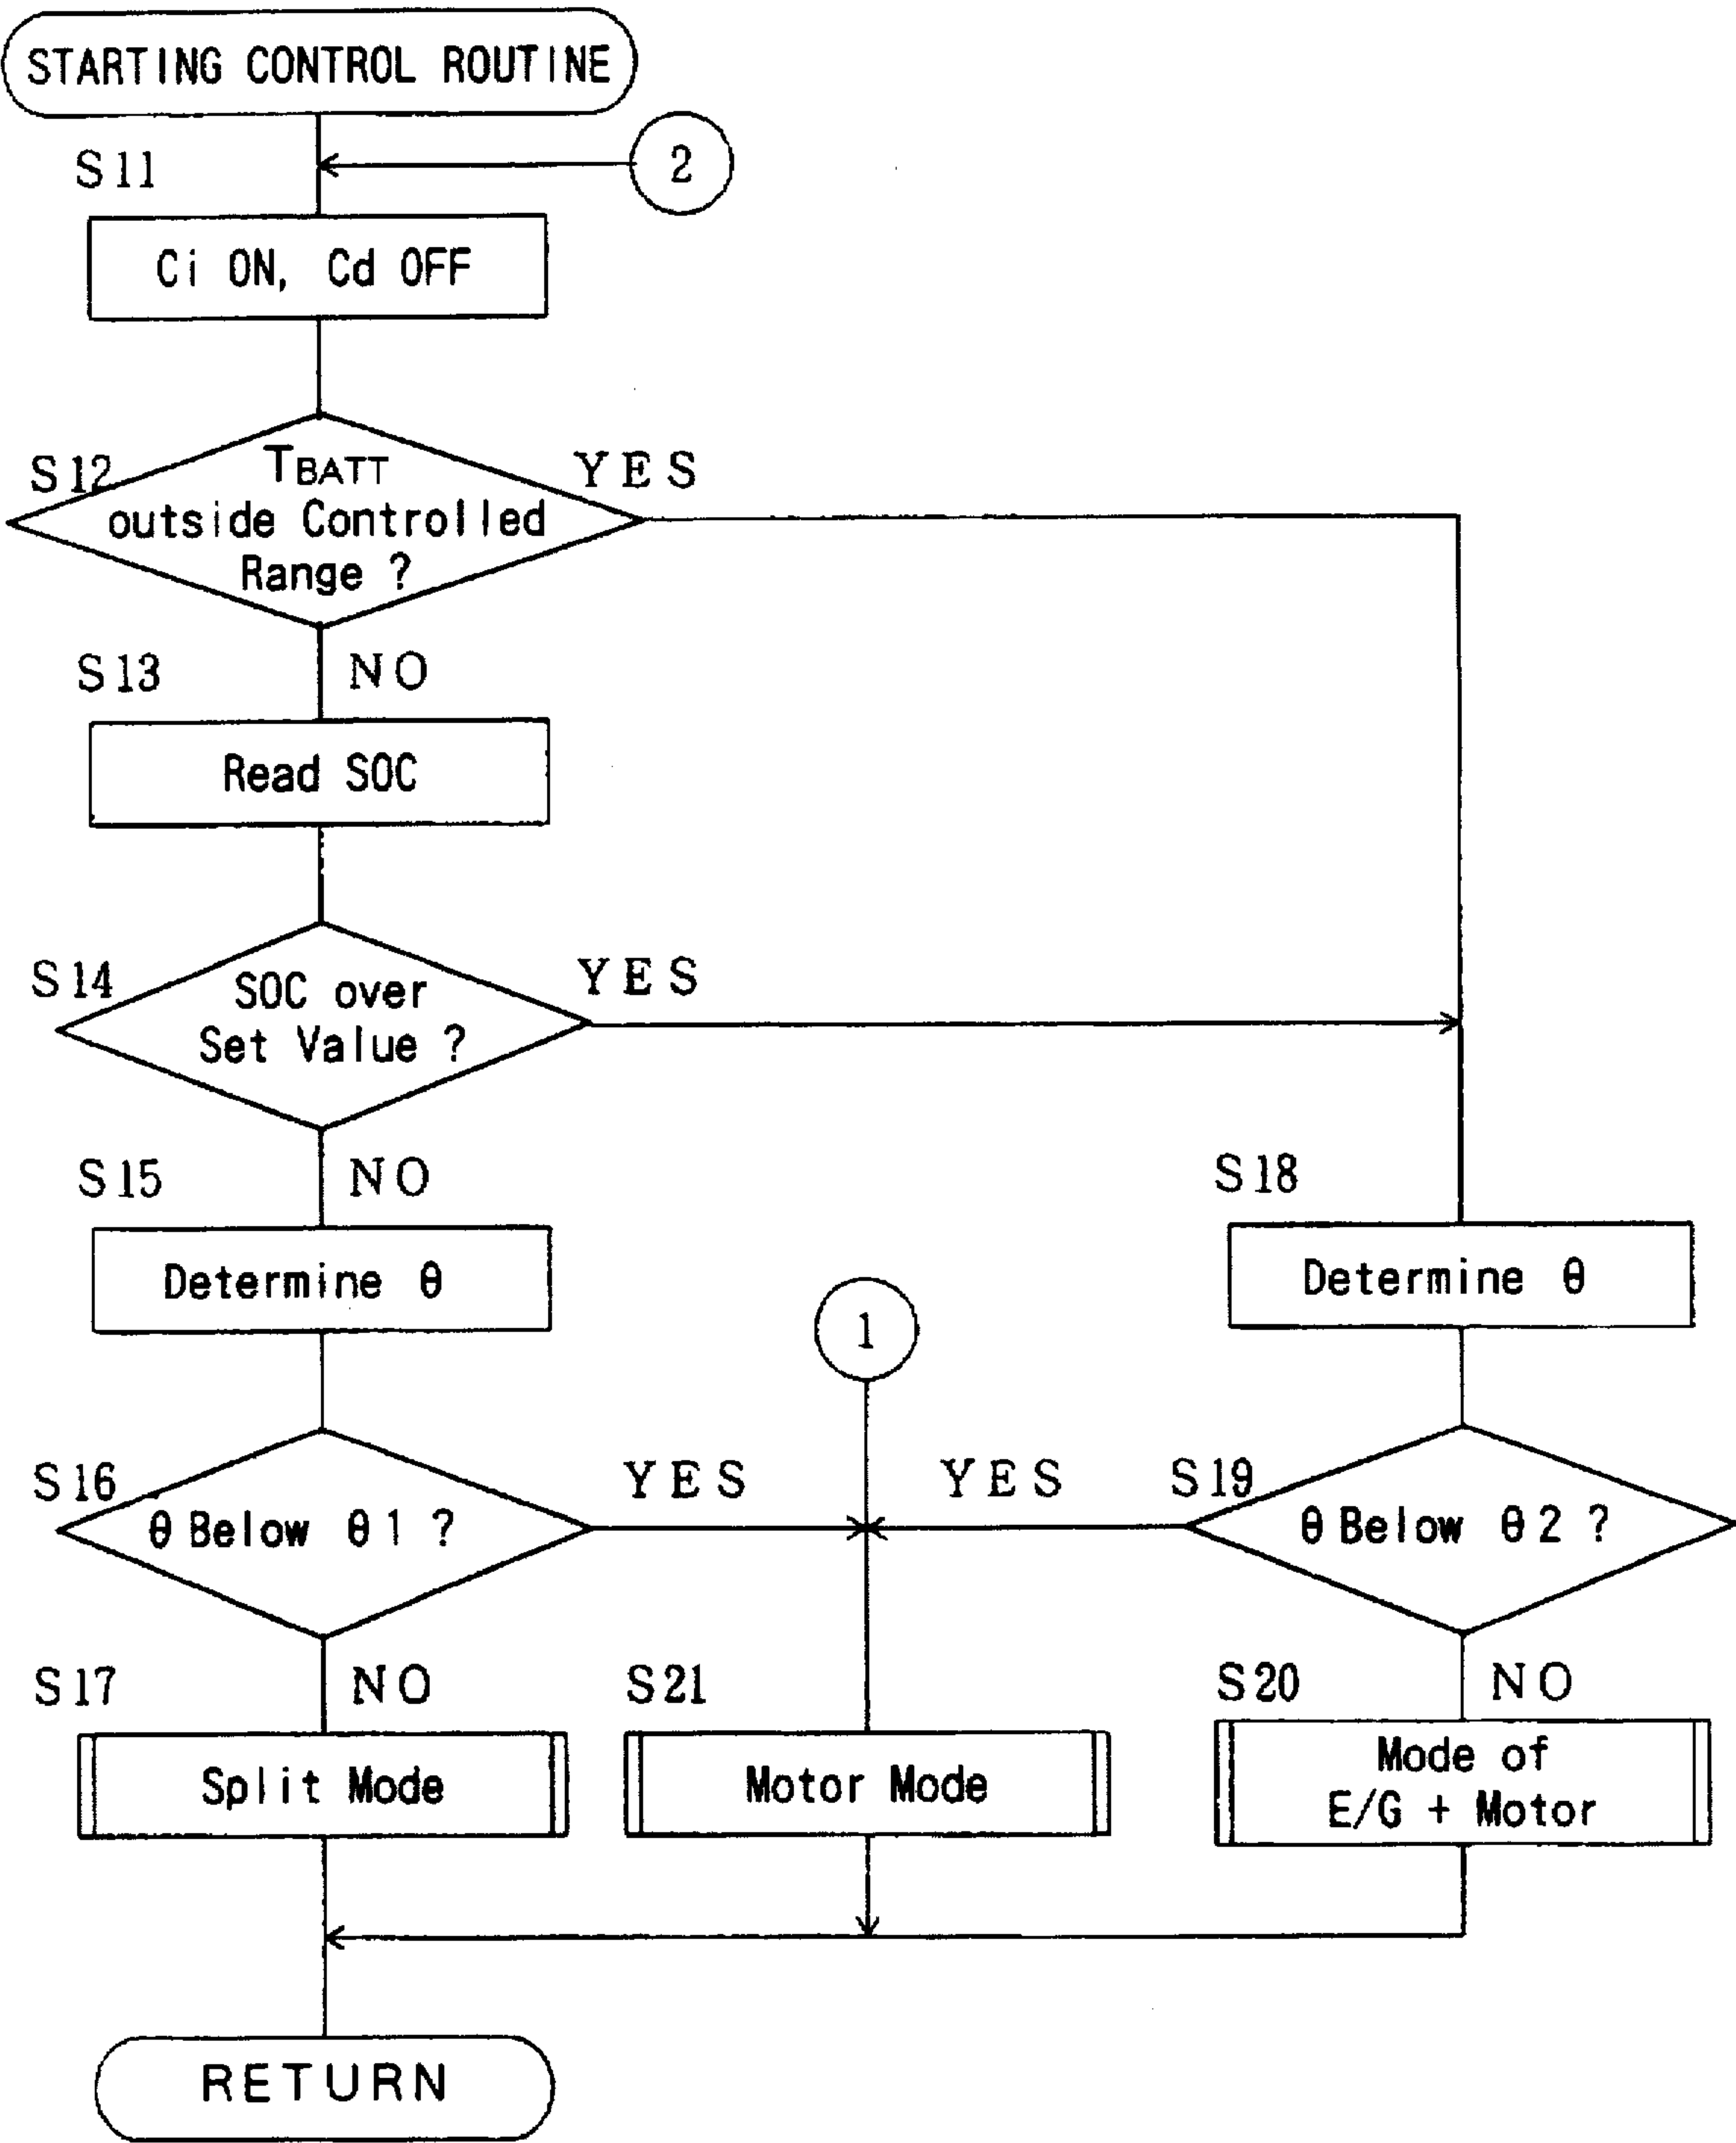 STARTING CONTROL ROUTINE
2
S11
Ci ON, Cd OFF
S12
TBATT
outside Controlled
Range ?
YES
S13
NO
Read SOC
S14
SOC over
Set Value ?
YES
S15
NO
Determine θ
S18
Determine θ
1
S16
θ Below θ1 ?
YES
YES
S19
θ Below θ2 ?
S17
NO
Split Mode
S21
Motor Mode
S20
NO
Mode of
E/G + Motor
RETURN